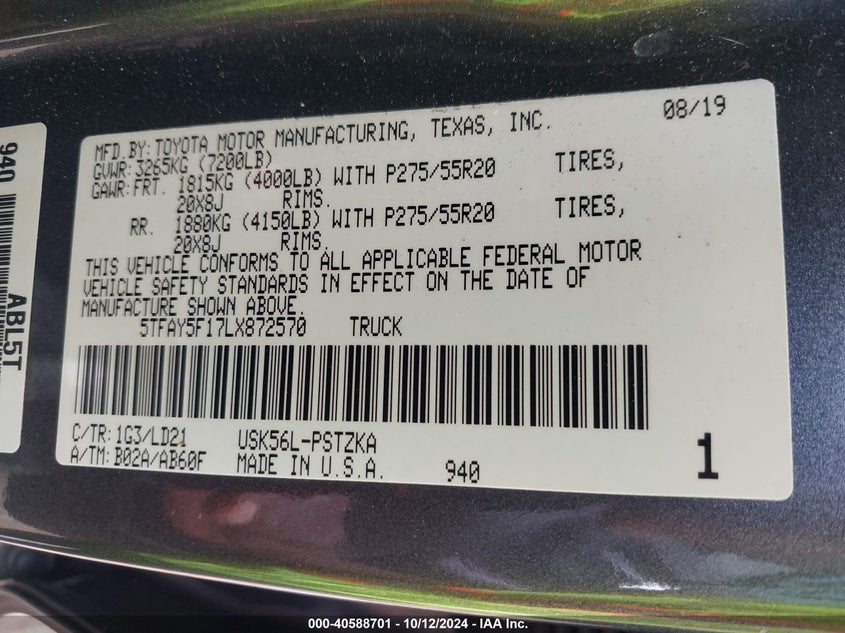 08/19
MFD BY: TOYOTA MOTOR MANUFACTURING, TEXAS, INC.
GVWR: 3265KG (7200LB)
GAWR: FRT. 1815KG (4000LB) WITH P275/55R20 TIRES,
20X8J RIMS.
RR. 1880KG (4150LB) WITH P275/55R20 TIRES,
20X8J RIMS.
THIS VEHICLE CONFORMS TO ALL APPLICABLE FEDERAL MOTOR
VEHICLE SAFETY STANDARDS IN EFFECT ON THE DATE OF
MANUFACTURE SHOWN ABOVE.
5TFAY5F17LX872570 TRUCK
C/TR: 1G3/LD21 USK56L-PSTZKA
A/TM: B02A/AB60F MADE IN U.S.A. 940
1
940
ABL5T
000-40588701 - 10/12/2024 - IAA Inc.